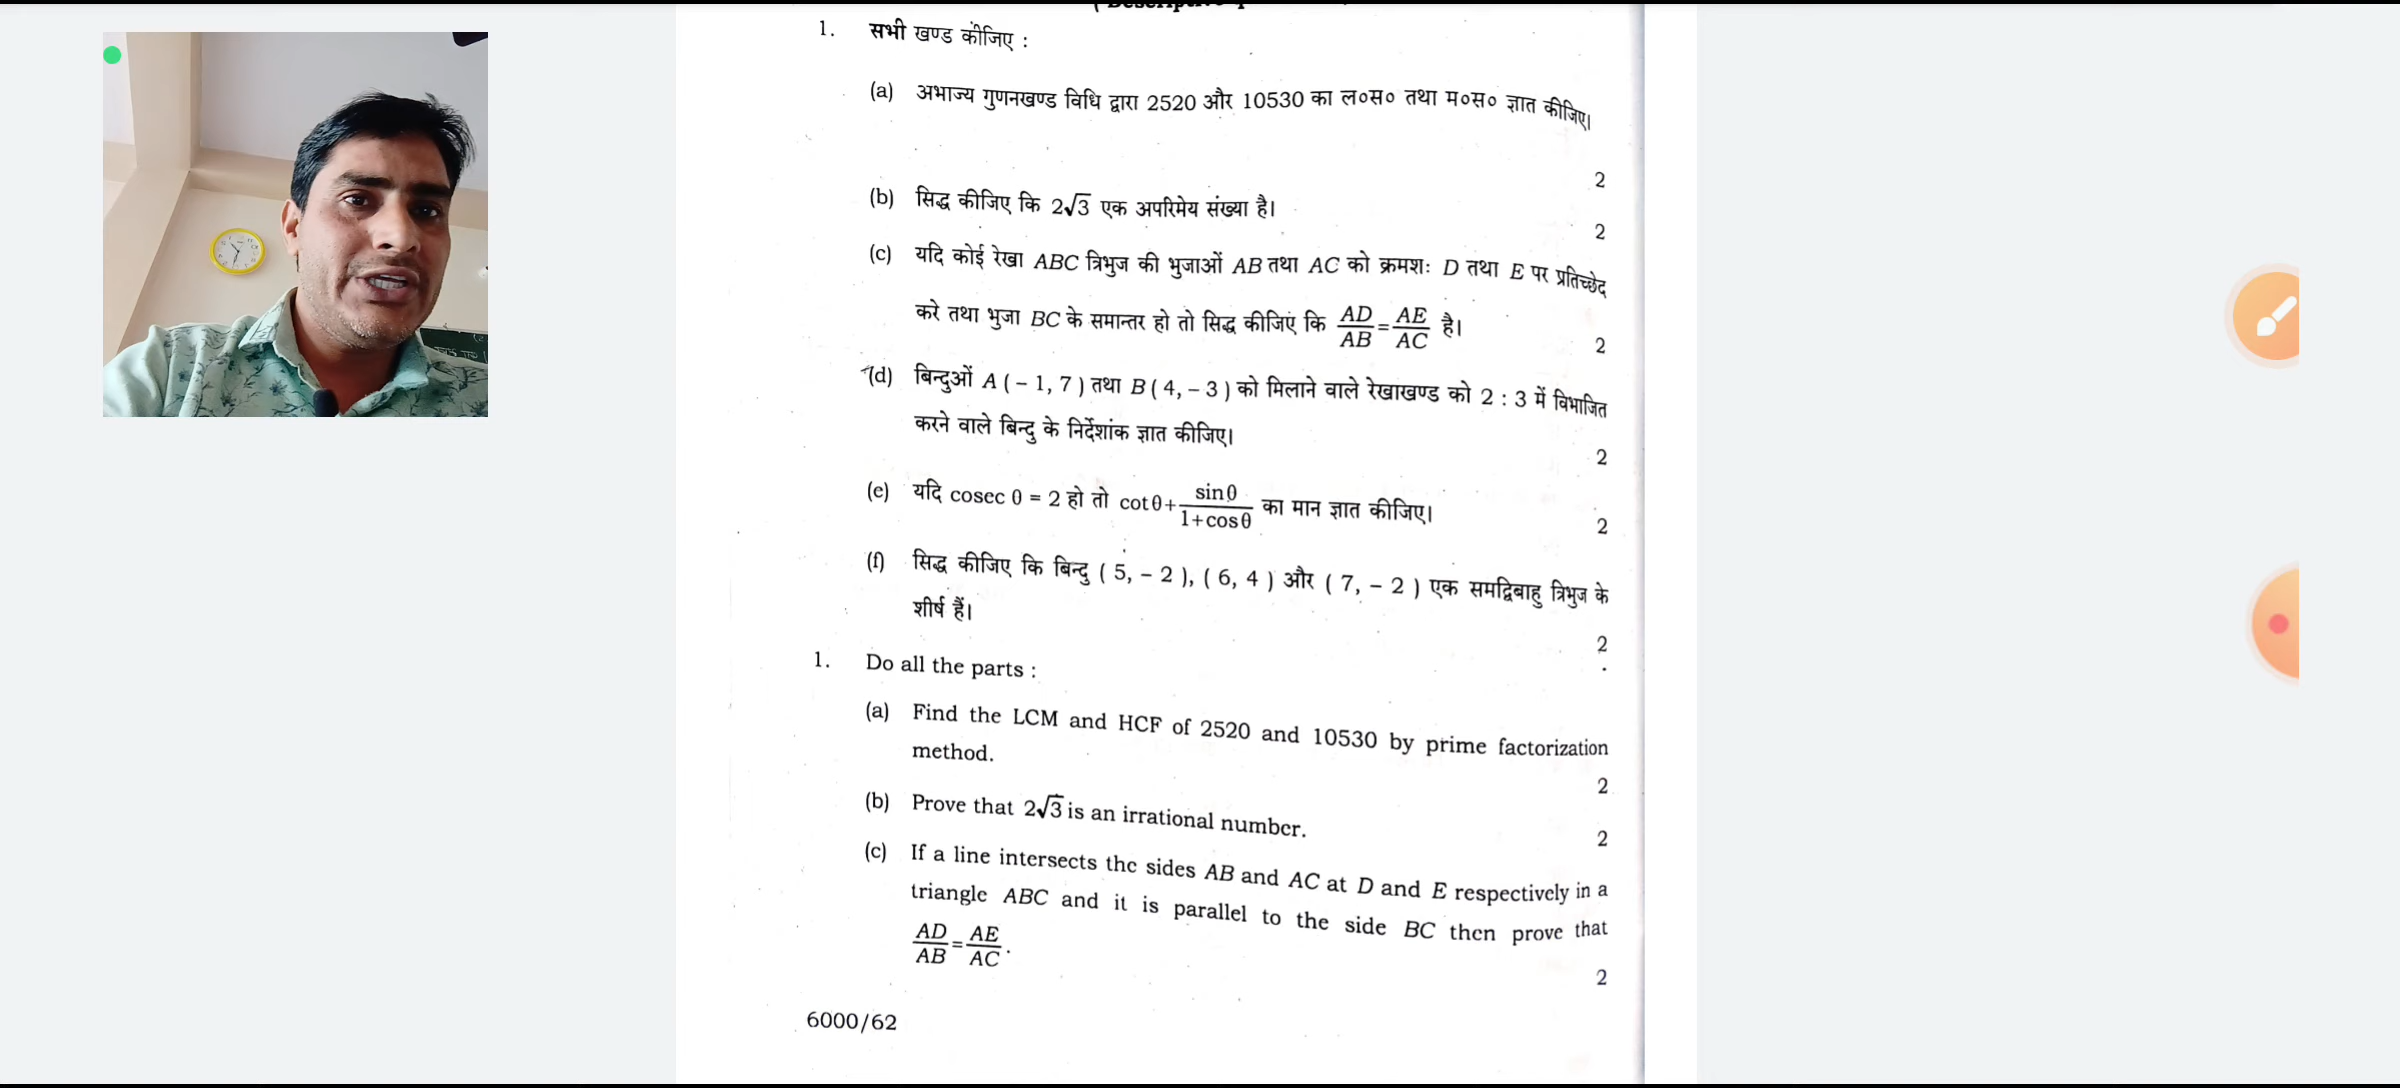 1. सभी खण्ड कीजिए :
(a) अभाज्य गुणनखण्ड विधि द्वारा 2520 और 10530 का ल०स० तथा म०स० ज्ञात कीजिए।
2
(b) सिद्ध कीजिए कि 2√3 एक अपरिमेय संख्या है।
2
(c) यदि कोई रेखा ABC त्रिभुज की भुजाओं AB तथा AC को क्रमशः D तथा E पर प्रतिच्छेद
करे तथा भुजा BC के समान्तर हो तो सिद्ध कीजिए कि AD/AB = AE/AC है।
2
(d) बिन्दुओं A ( – 1, 7 ) तथा B ( 4, – 3 ) को मिलाने वाले रेखाखण्ड को 2 : 3 में विभाजित
करने वाले बिन्दु के निर्देशांक ज्ञात कीजिए।
2
(e) यदि cosec θ = 2 हो तो cotθ + sinθ/1+cosθ का मान ज्ञात कीजिए।
2
(f) सिद्ध कीजिए कि बिन्दु ( 5, – 2 ), ( 6, 4 ) और ( 7, – 2 ) एक समद्विबाहु त्रिभुज के
शीर्ष हैं।
2
1. Do all the parts :
(a) Find the LCM and HCF of 2520 and 10530 by prime factorization
method.
2
(b) Prove that 2√3 is an irrational number.
2
(c) If a line intersects the sides AB and AC at D and E respectively in a
triangle ABC and it is parallel to the side BC then prove that
AD/AB = AE/AC .
2
6000/62